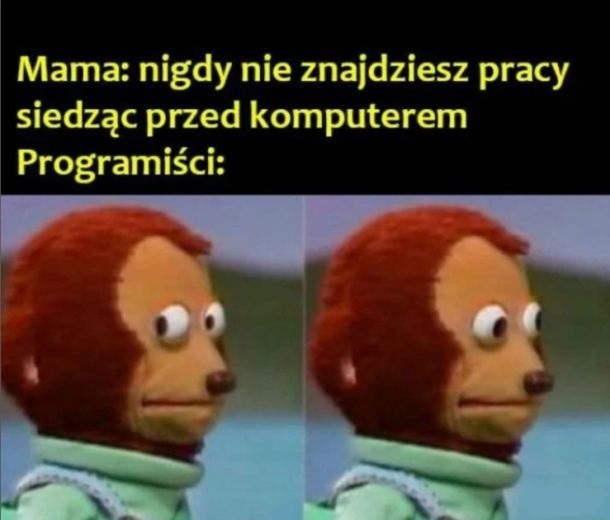 Mama: nigdy nie znajdziesz pracy
siedząc przed komputerem
Programiści: